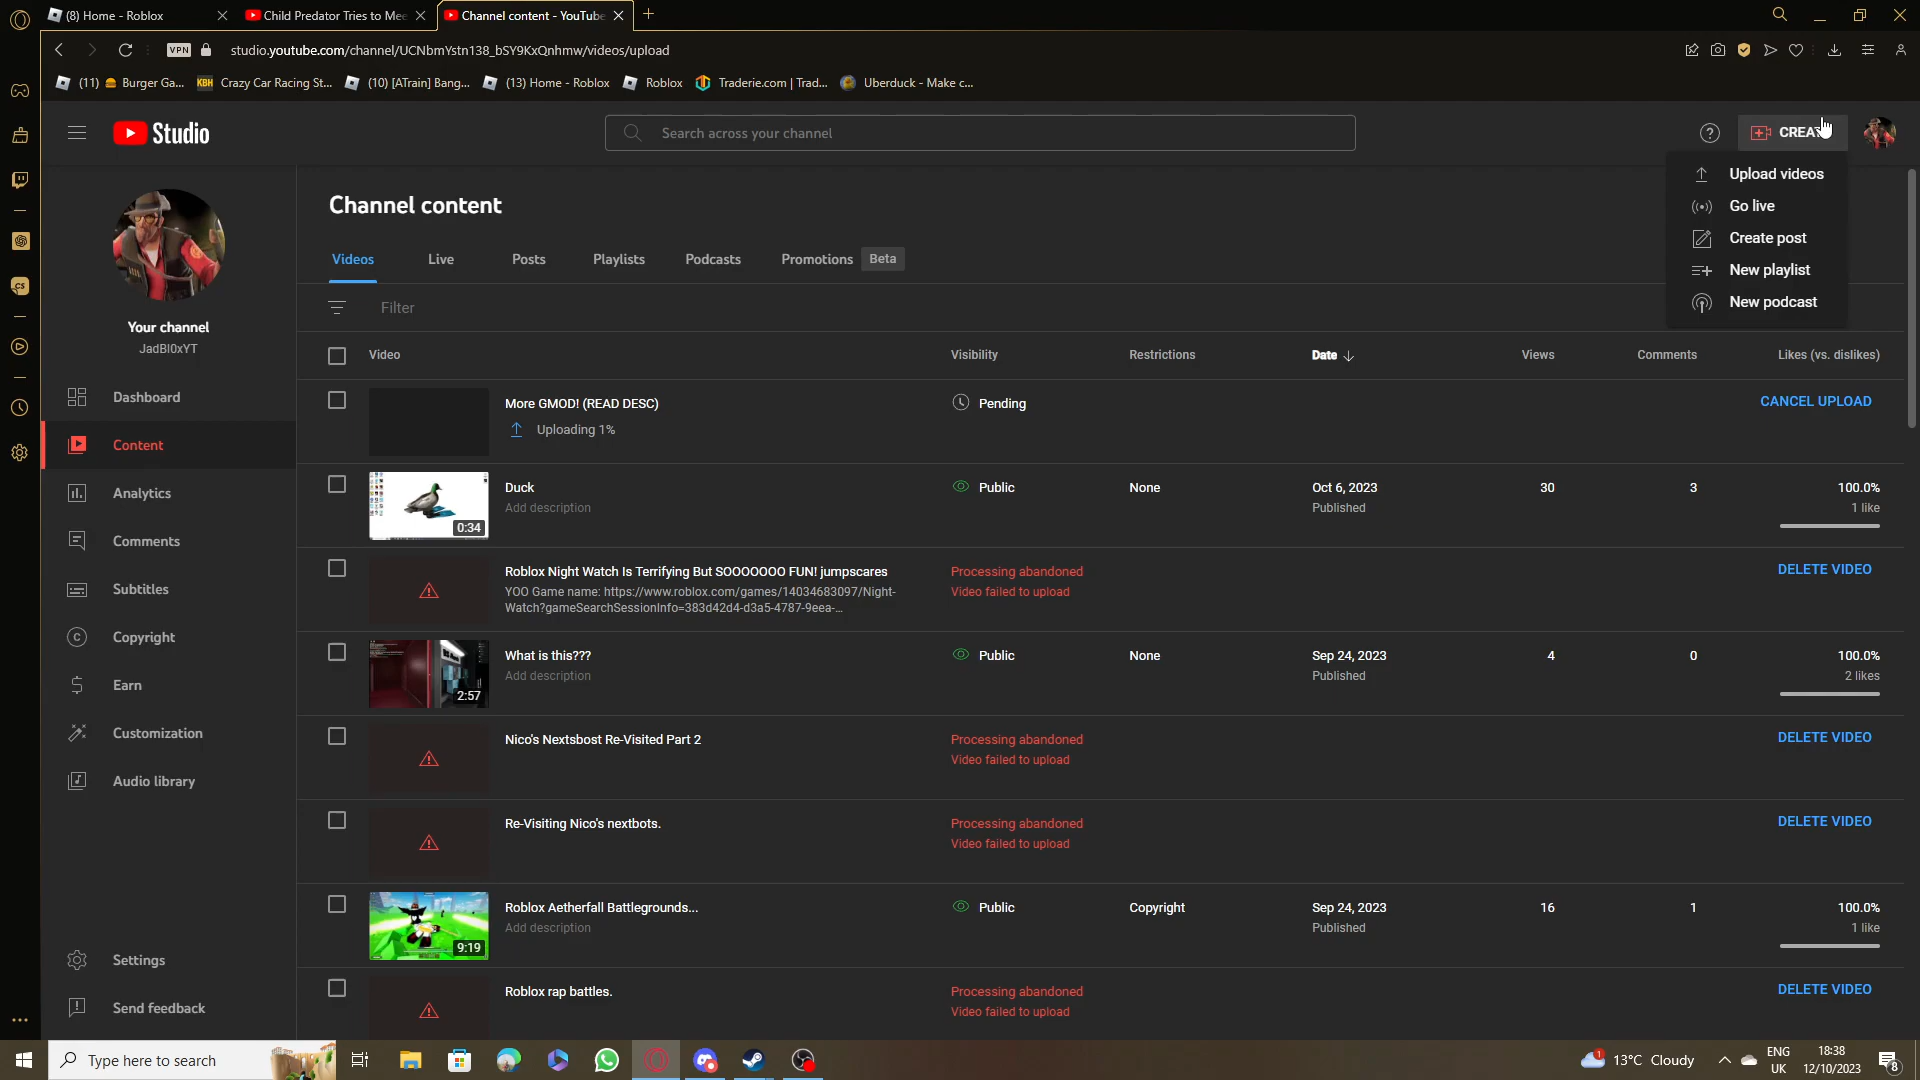 (8) Home - Roblox
Child Predator Tries to Mee
Channel content - YouTube
VPN
studio.youtube.com/channel/UCNbmYstn138_bSY9KxQnhmw/videos/upload
(11) Burger Ga...
KBH Crazy Car Racing St...
(10) [ATrain] Bang...
(13) Home - Roblox
Roblox
Traderie.com | Trad...
Uberduck - Make c...
Studio
Search across your channel
CREAT
Upload videos
Go live
Create post
New playlist
New podcast
Your channel
JadBl0xYT
Dashboard
Content
Analytics
Comments
Subtitles
Copyright
Earn
Customization
Audio library
Settings
Send feedback
Channel content
Videos Live Posts Playlists Podcasts Promotions Beta
Filter
Video Visibility Restrictions Date Views Comments Likes (vs. dislikes)
More GMOD! (READ DESC) Pending CANCEL UPLOAD
Uploading 1%
Duck Public None Oct 6, 2023 30 3 100.0%
Add description Published 1 like
0:34
Roblox Night Watch Is Terrifying But SOOOOOOO FUN! jumpscares Processing abandoned DELETE VIDEO
YOO Game name: https://www.roblox.com/games/14034683097/Night- Video failed to upload
Watch?gameSearchSessionInfo=383d42d4-d3a5-4787-9eea-...
What is this??? Public None Sep 24, 2023 4 0 100.0%
Add description Published 2 likes
2:57
Nico's Nextsbost Re-Visited Part 2 Processing abandoned DELETE VIDEO
Video failed to upload
Re-Visiting Nico's nextbots. Processing abandoned DELETE VIDEO
Video failed to upload
Roblox Aetherfall Battlegrounds... Public Copyright Sep 24, 2023 16 1 100.0%
Add description Published 1 like
9:19
Roblox rap battles. Processing abandoned DELETE VIDEO
Video failed to upload
Type here to search
1
13°C Cloudy
ENG
UK
18:38
12/10/2023
8